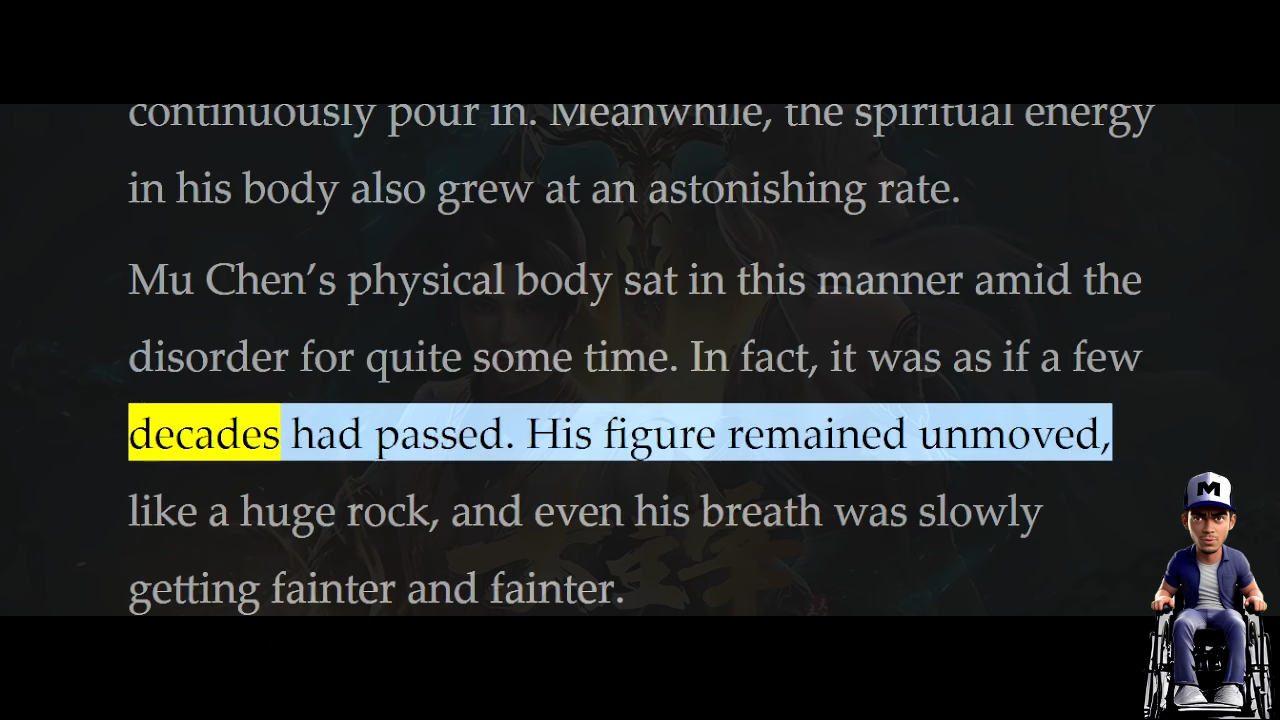 continuously pour in. Meanwhile, the spiritual energy
in his body also grew at an astonishing rate.
Mu Chen’s physical body sat in this manner amid the
disorder for quite some time. In fact, it was as if a few
decades had passed. His figure remained unmoved,
like a huge rock, and even his breath was slowly
getting fainter and fainter.
M